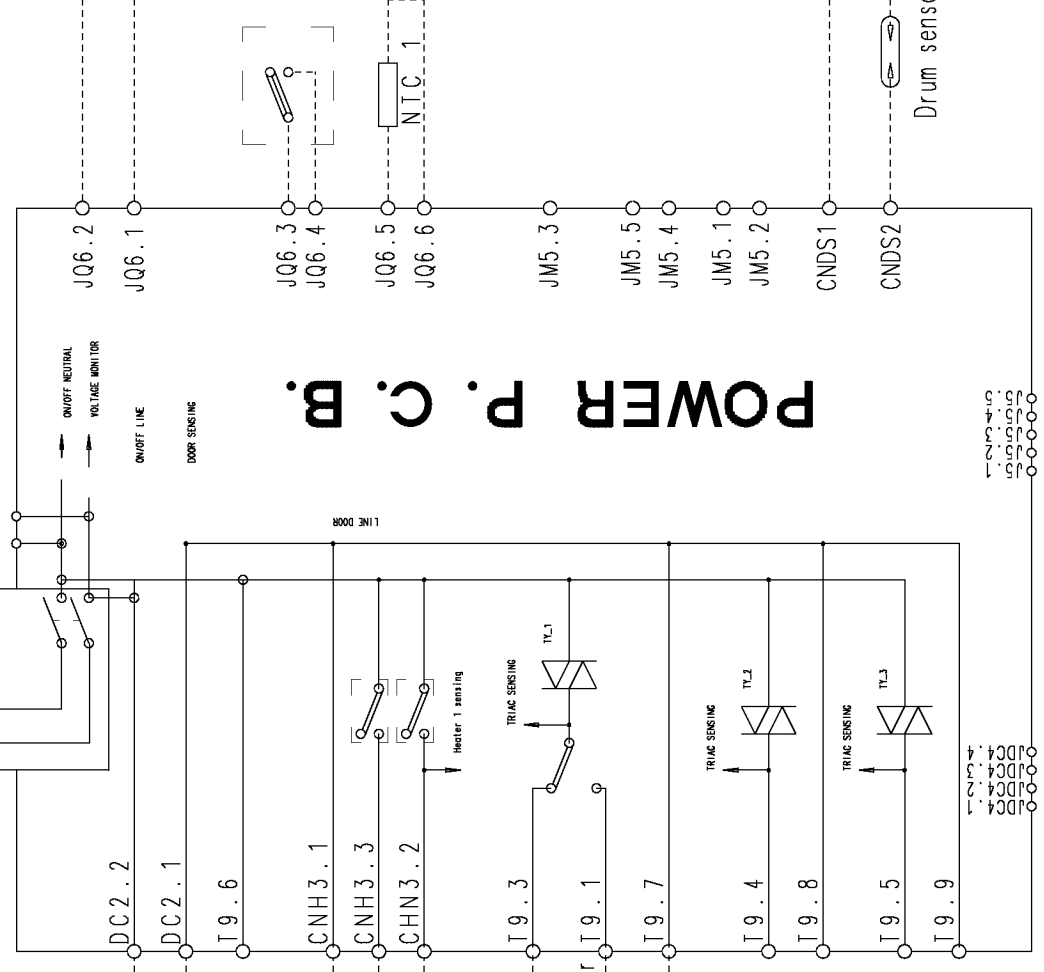 Drum sense
NTC 1
JQ6.2
JQ6.1
JQ6.3
JQ6.4
JQ6.5
JQ6.6
JM5.3
JM5.5
JM5.4
JM5.1
JM5.2
CNDS1
CNDS2
ON/OFF NEUTRAL
VOLTAGE MONITOR
ON/OFF LINE
DOOR SENSING
POWER P. C. B.
J5.5
J5.4
J5.3
J5.2
J5.1
LINE DOOR
TY_1
TRIAC SENSING
Heater 1 sensing
TY_2
TRIAC SENSING
TY_3
TRIAC SENSING
JDC4.4
JDC4.3
JDC4.2
JDC4.1
DC2.2
DC2.1
T9.6
CNH3.1
CNH3.3
CHN3.2
T9.3
r
T9.1
T9.7
T9.4
T9.8
T9.5
T9.9